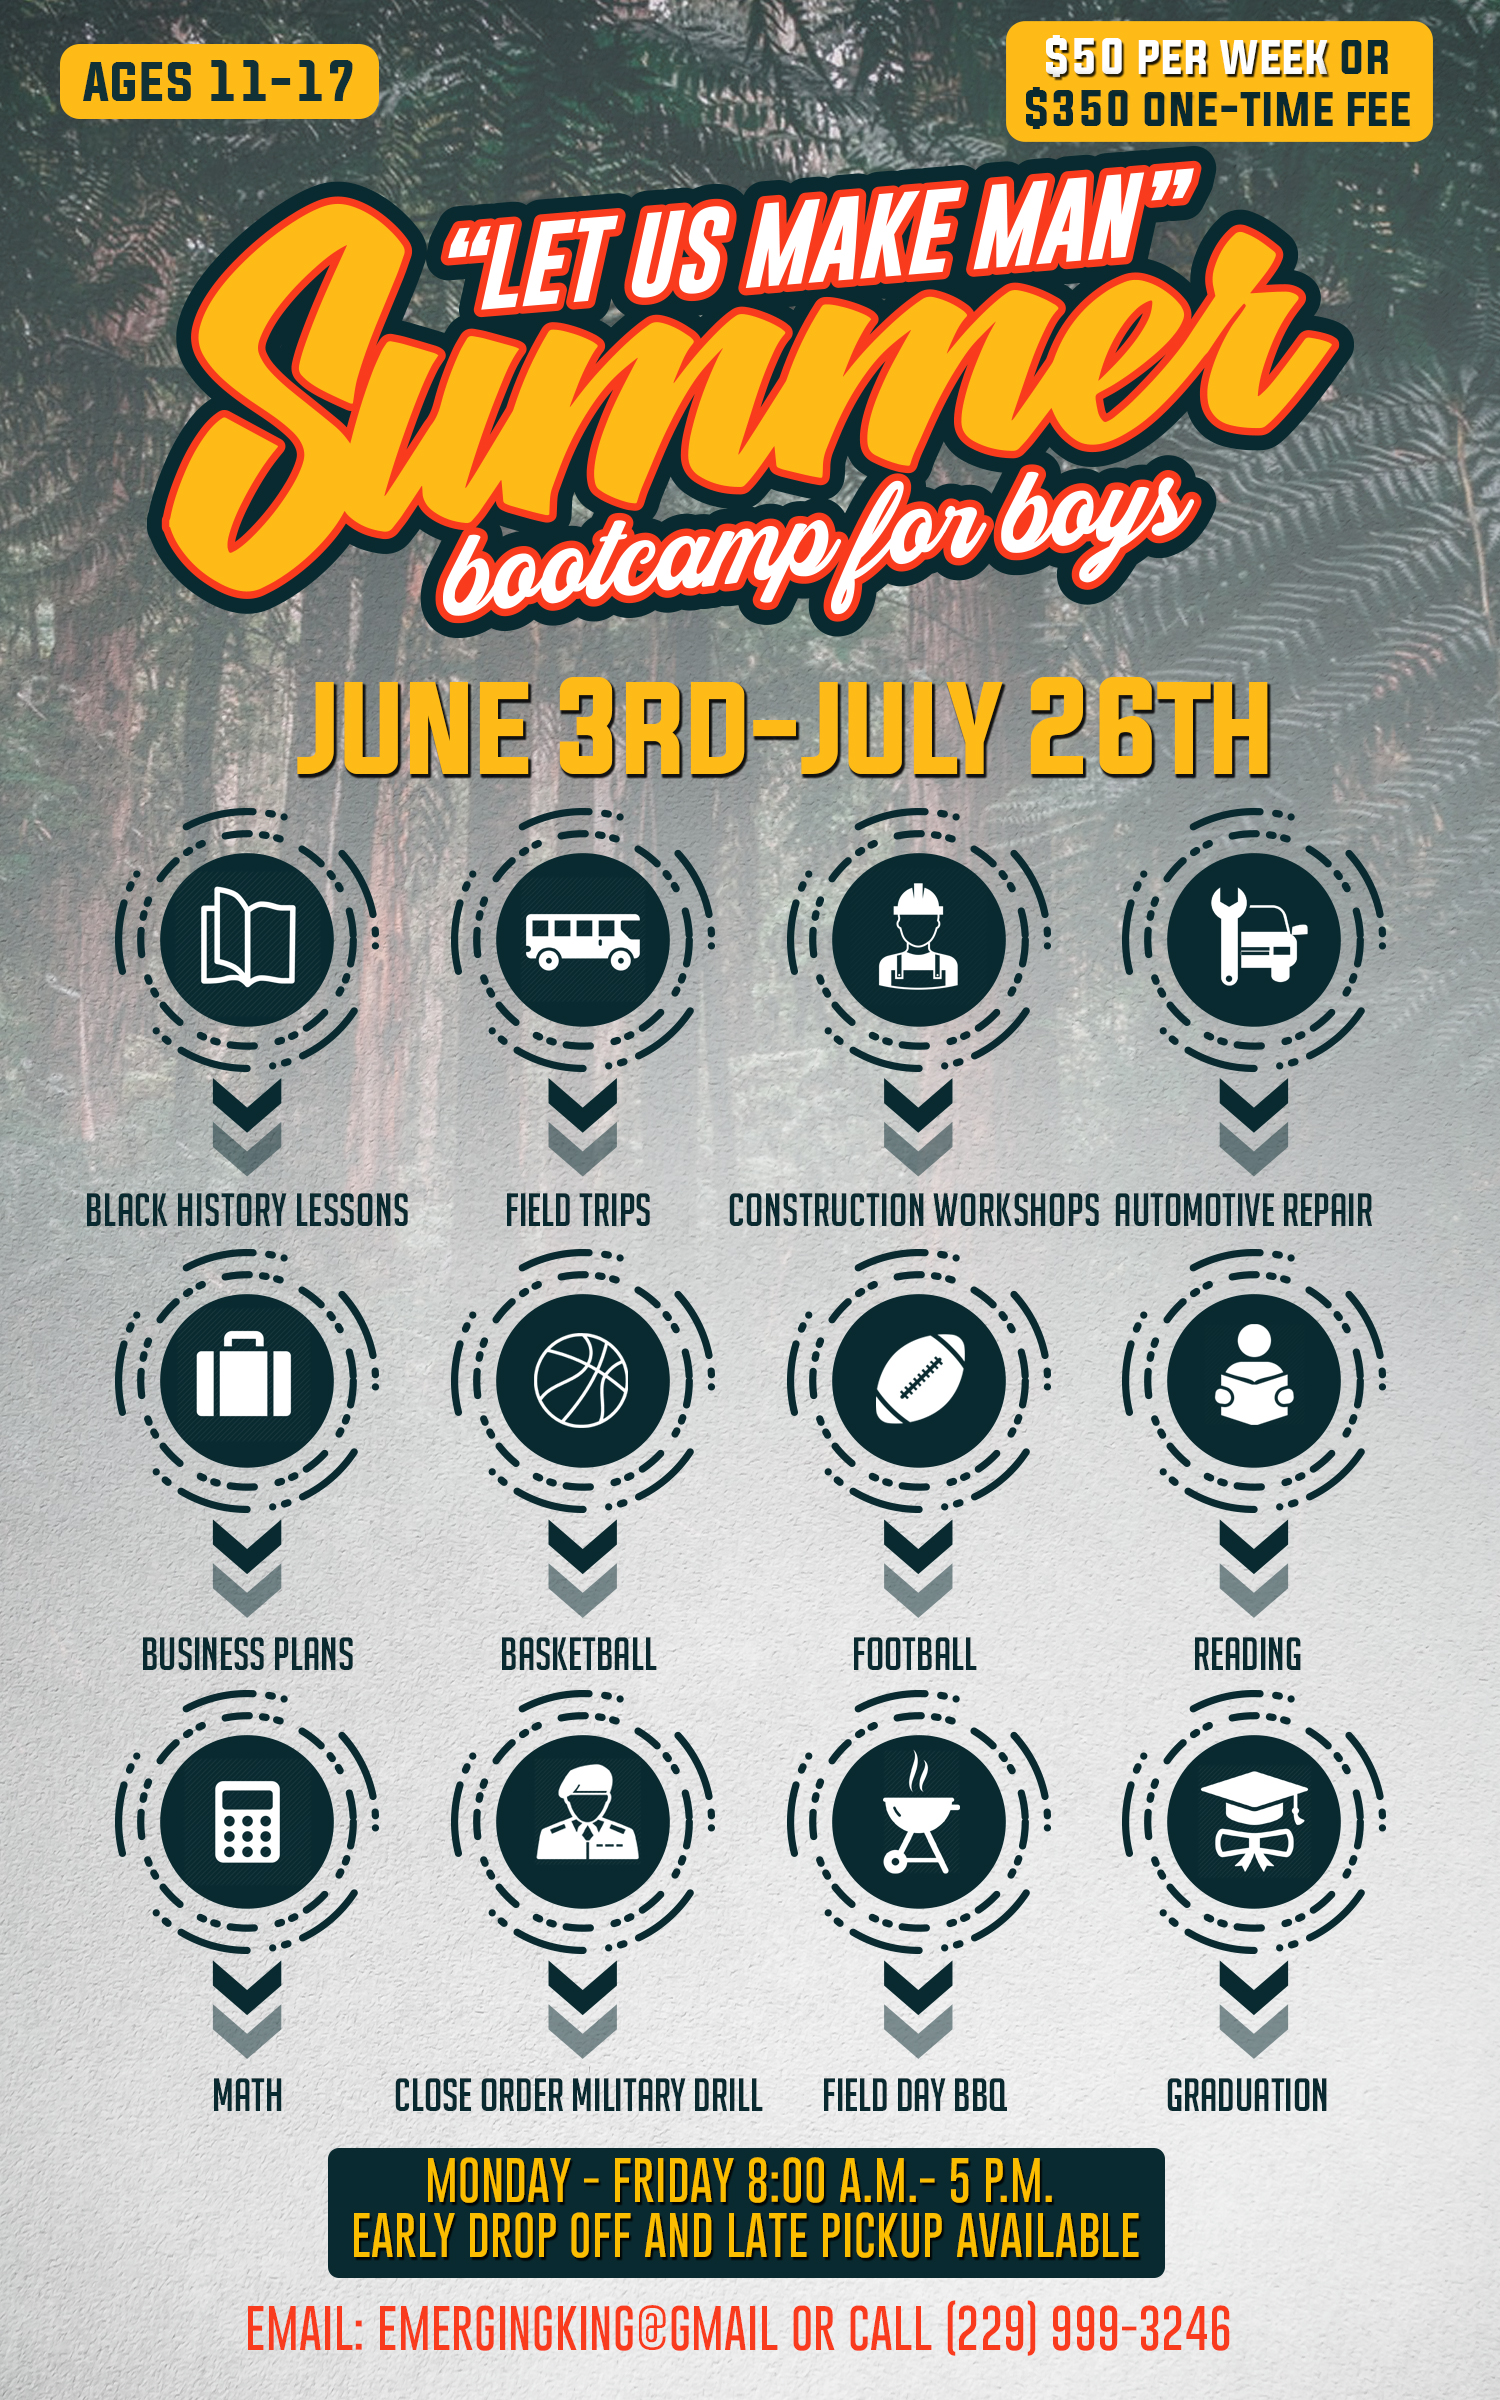 AGES 11-17
$50 PER WEEK OR
$350 ONE-TIME FEE
“LET US MAKE MAN”
Summer
bootcamp for boys
JUNE 3RD-JULY 26TH
BLACK HISTORY LESSONS
FIELD TRIPS
CONSTRUCTION WORKSHOPS
AUTOMOTIVE REPAIR
BUSINESS PLANS
BASKETBALL
FOOTBALL
READING
MATH
CLOSE ORDER MILITARY DRILL
FIELD DAY BBQ
GRADUATION
MONDAY - FRIDAY 8:00 A.M.- 5 P.M.
EARLY DROP OFF AND LATE PICKUP AVAILABLE
EMAIL: EMERGINGKING@GMAIL OR CALL (229) 999-3246